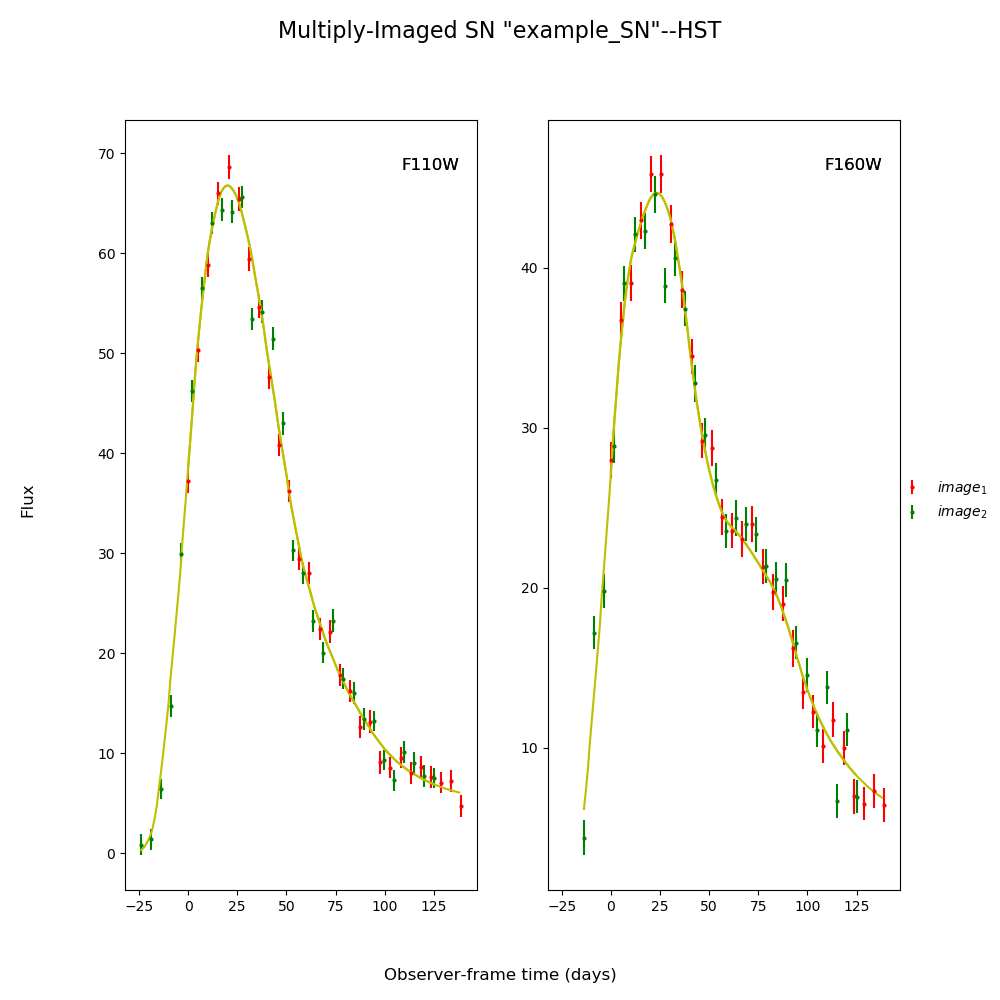 Multiply-Imaged SN "example_SN"--HST
F110W
F160W
Flux
70
60
50
40
30
20
10
0
−25 0 25 50 75 100 125
40
30
20
10
−25 0 25 50 75 100 125
image1
image2
Observer-frame time (days)